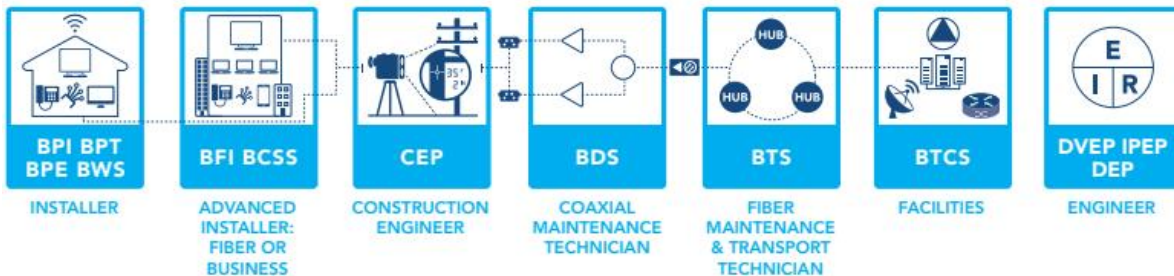 BPI BPT
BPE BWS
INSTALLER
BFI BCSS
ADVANCED
INSTALLER:
FIBER OR
BUSINESS
35'
2
CEP
CONSTRUCTION
ENGINEER
BDS
COAXIAL
MAINTENANCE
TECHNICIAN
HUB
HUB
HUB
BTS
FIBER
MAINTENANCE
& TRANSPORT
TECHNICIAN
BTCS
FACILITIES
E
I R
DVEP IPEP
DEP
ENGINEER